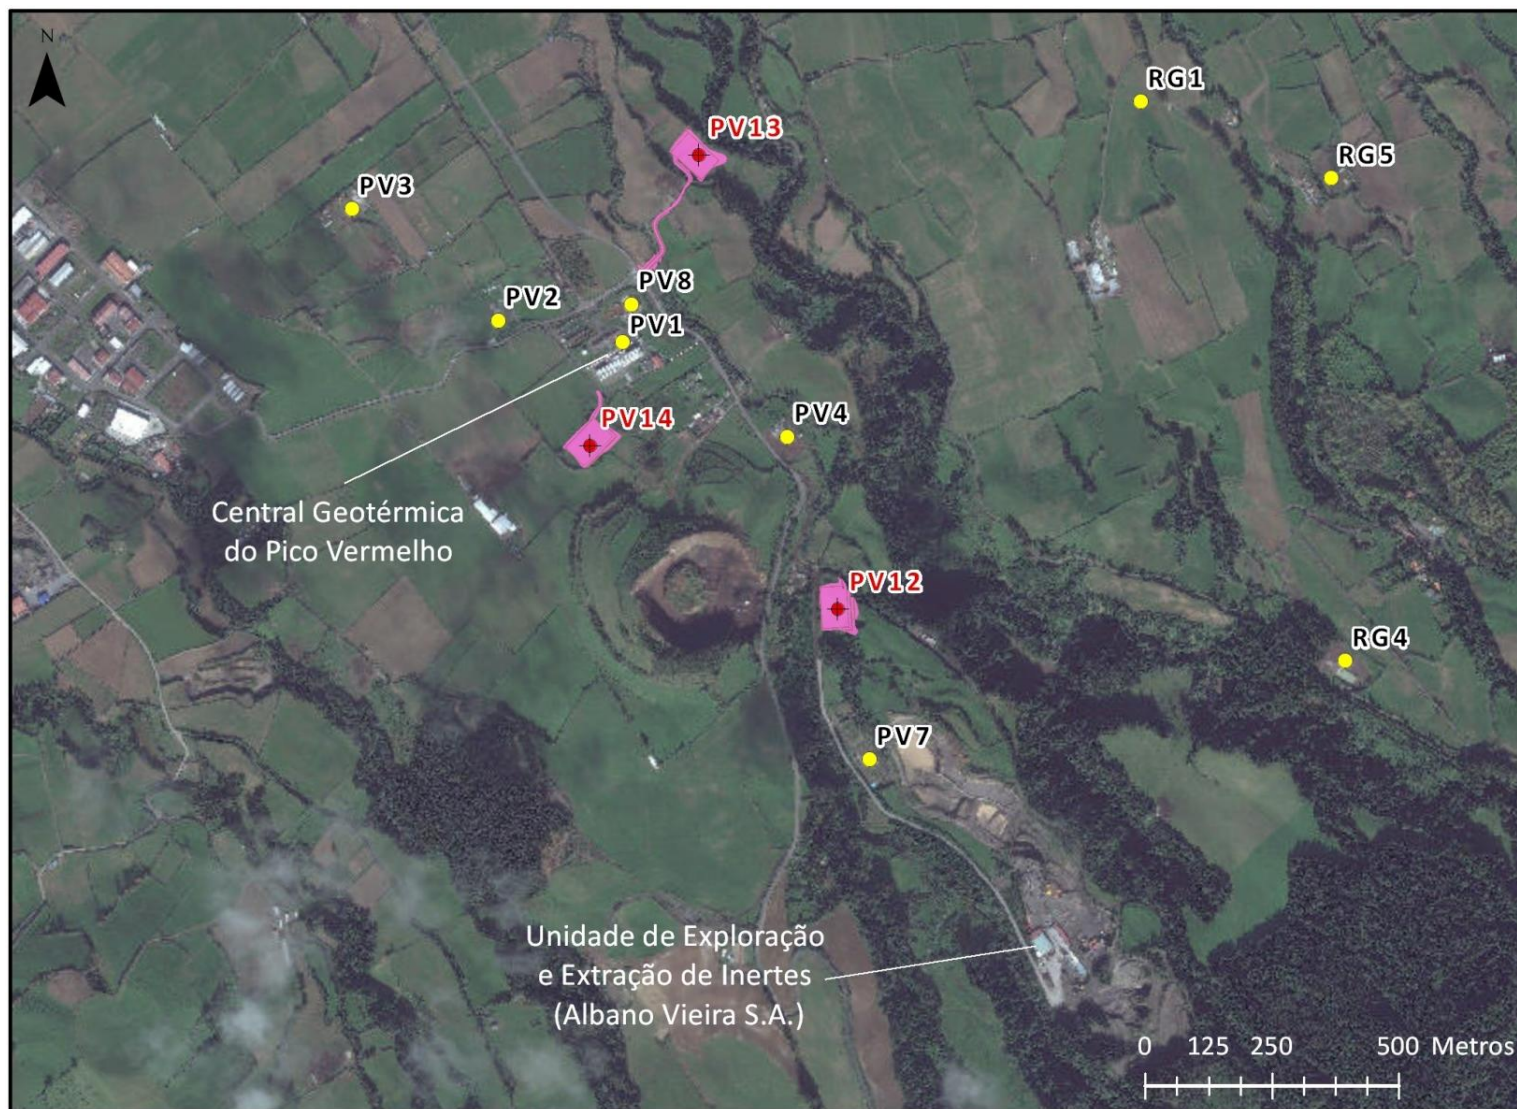 N
RG1
PV13
RG5
PV3
PV8
PV2
PV1
PV14
PV4
Central Geotérmica
do Pico Vermelho
PV12
RG4
PV7
Unidade de Exploração
e Extração de Inertes
(Albano Vieira S.A.)
0 125 250 500 Metros